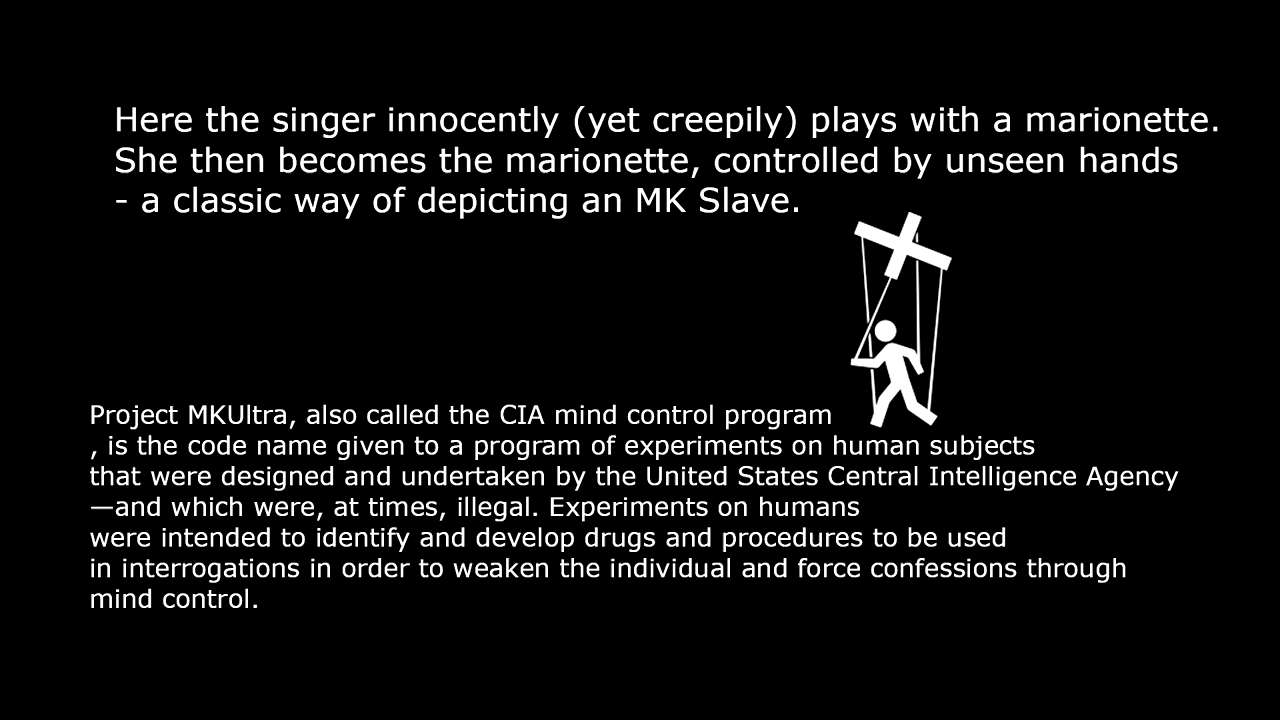 Here the singer innocently (yet creepily) plays with a marionette.
She then becomes the marionette, controlled by unseen hands
- a classic way of depicting an MK Slave.
Project MKUltra, also called the CIA mind control program
, is the code name given to a program of experiments on human subjects
that were designed and undertaken by the United States Central Intelligence Agency
—and which were, at times, illegal. Experiments on humans
were intended to identify and develop drugs and procedures to be used
in interrogations in order to weaken the individual and force confessions through
mind control.